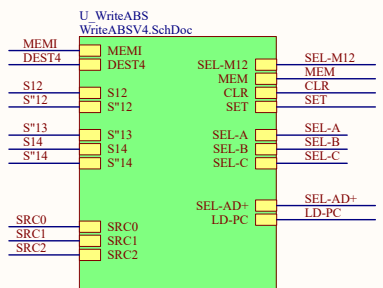 U_WriteABS
WriteABSV4.SchDoc
MEMI MEMI
DEST4 DEST4 SEL-M12 SEL-M12
MEM MEM
S12 S12 CLR CLR
S"12 S"12 SET SET
S"13 S"13 SEL-A SEL-A
S14 S14 SEL-B SEL-B
S"14 S"14 SEL-C SEL-C
SEL-AD+ SEL-AD+
SRC0 SRC0 LD-PC LD-PC
SRC1 SRC1
SRC2 SRC2